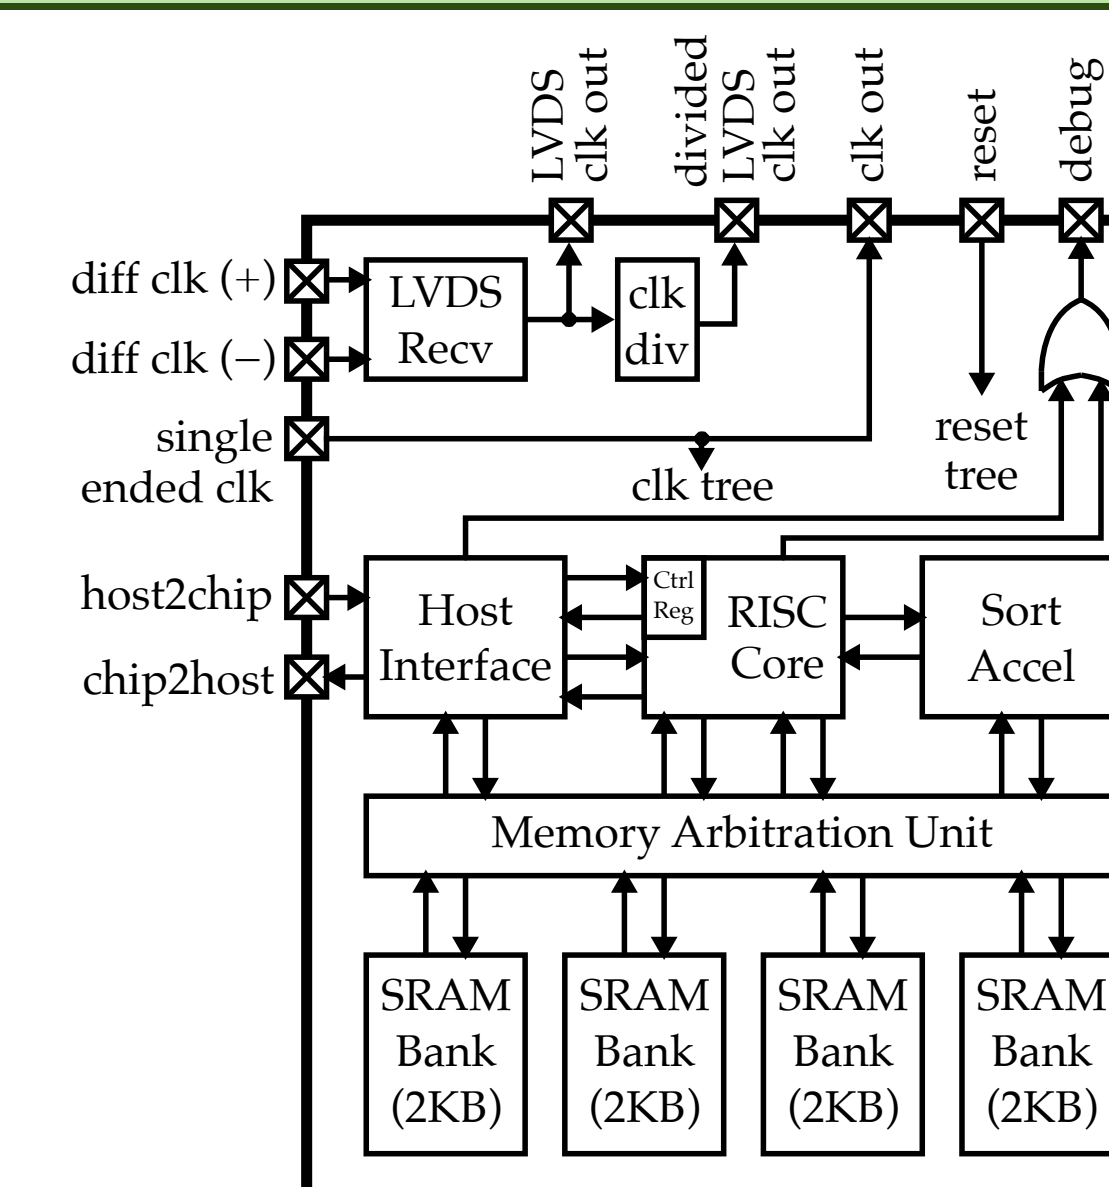 LVDS
clk out
divided
LVDS
clk out
clk out
reset
debug
diff clk (+)
diff clk (−)
single
ended clk
host2chip
chip2host
LVDS
Recv
clk
div
clk tree
reset
tree
Host
Interface
Ctrl
Reg
RISC
Core
Sort
Accel
Memory Arbitration Unit
SRAM
Bank
(2KB)
SRAM
Bank
(2KB)
SRAM
Bank
(2KB)
SRAM
Bank
(2KB)